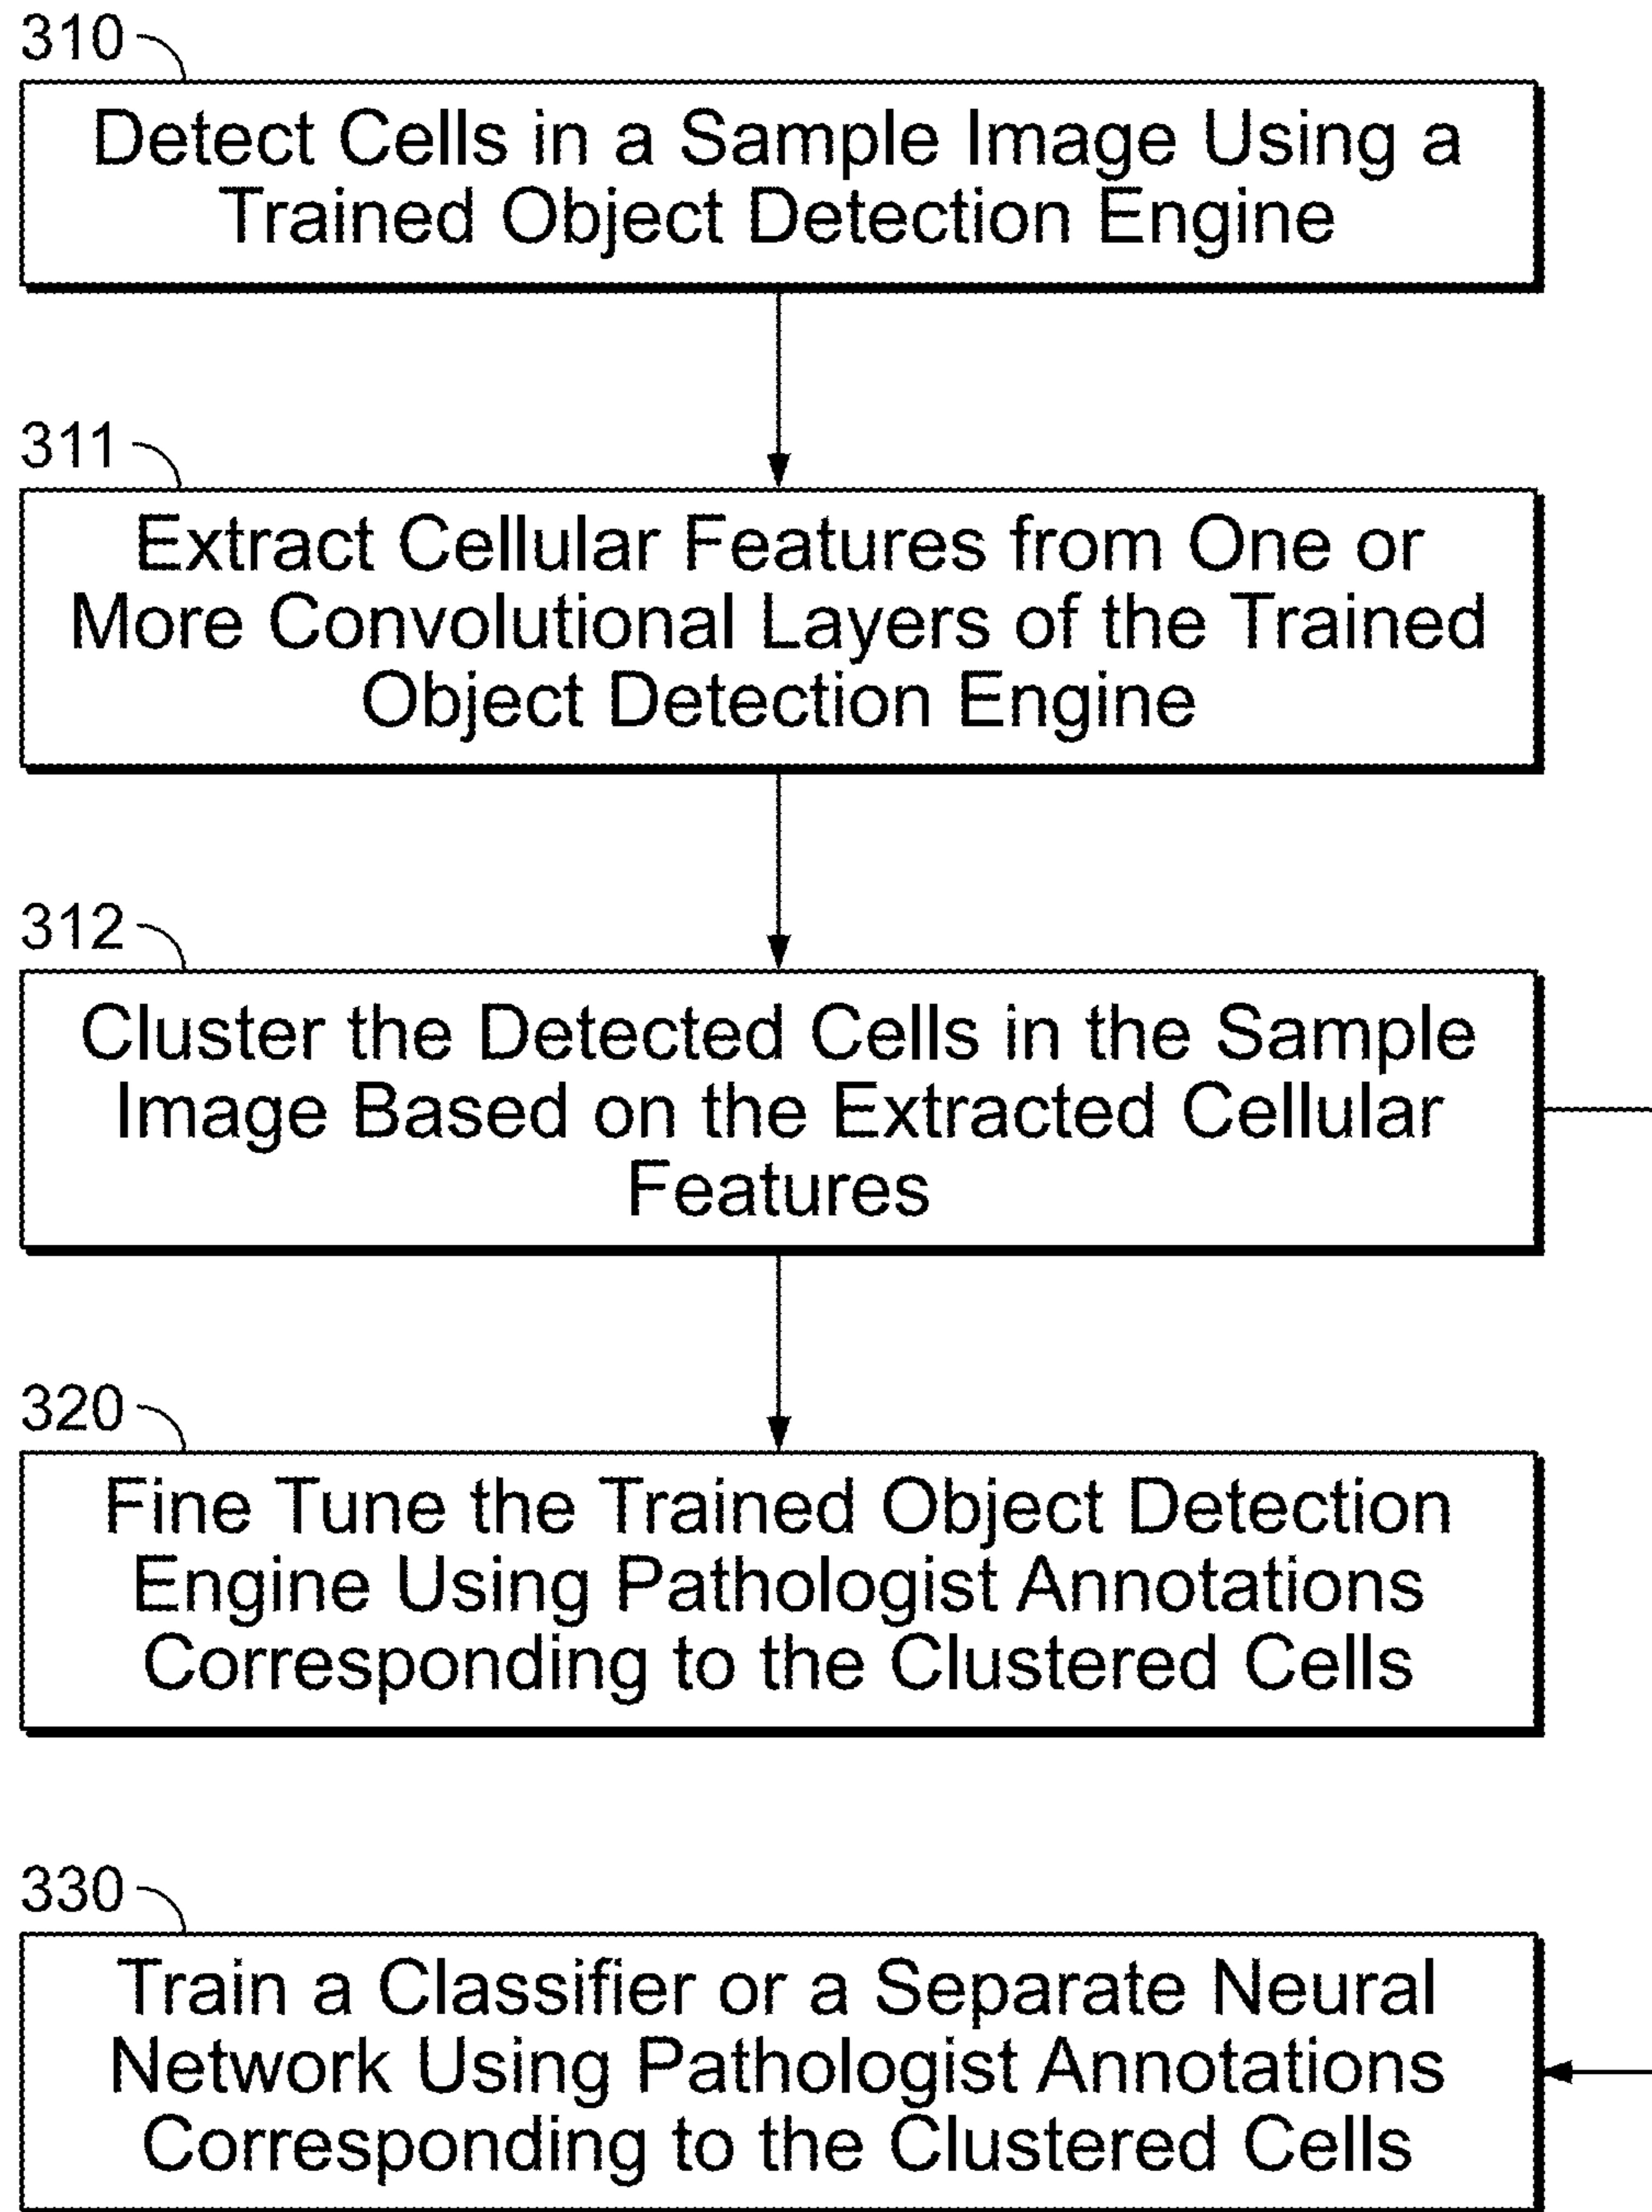 310
Detect Cells in a Sample Image Using a
Trained Object Detection Engine
311
Extract Cellular Features from One or
More Convolutional Layers of the Trained
Object Detection Engine
312
Cluster the Detected Cells in the Sample
Image Based on the Extracted Cellular
Features
320
Fine Tune the Trained Object Detection
Engine Using Pathologist Annotations
Corresponding to the Clustered Cells
330
Train a Classifier or a Separate Neural
Network Using Pathologist Annotations
Corresponding to the Clustered Cells